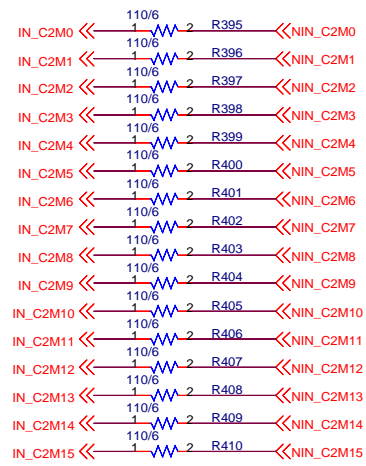 110/6
IN_C2M0 1 2 R395 NIN_C2M0
110/6
IN_C2M1 1 2 R396 NIN_C2M1
110/6
IN_C2M2 1 2 R397 NIN_C2M2
110/6
IN_C2M3 1 2 R398 NIN_C2M3
110/6
IN_C2M4 1 2 R399 NIN_C2M4
110/6
IN_C2M5 1 2 R400 NIN_C2M5
110/6
IN_C2M6 1 2 R401 NIN_C2M6
110/6
IN_C2M7 1 2 R402 NIN_C2M7
110/6
IN_C2M8 1 2 R403 NIN_C2M8
110/6
IN_C2M9 1 2 R404 NIN_C2M9
110/6
IN_C2M10 1 2 R405 NIN_C2M10
110/6
IN_C2M11 1 2 R406 NIN_C2M11
110/6
IN_C2M12 1 2 R407 NIN_C2M12
110/6
IN_C2M13 1 2 R408 NIN_C2M13
110/6
IN_C2M14 1 2 R409 NIN_C2M14
110/6
IN_C2M15 1 2 R410 NIN_C2M15